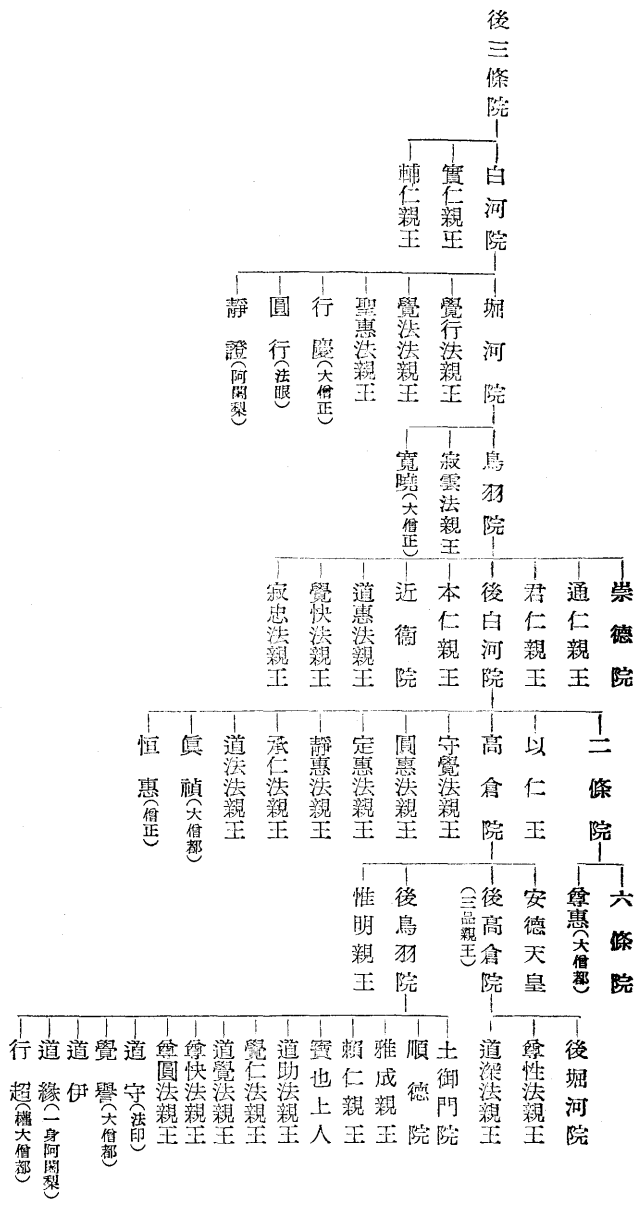 後三條院
白河院
實仁親王
輔仁親王
堀河院
覺行法親王
覺法法親王
聖惠法親王
行慶(大僧正)
圓行(法眼)
靜證(阿闍梨)
鳥羽院
寂雲法親王
寬曉(大僧正)
崇德院
通仁親王
君仁親王
後白河院
本仁親王
近衞院
道惠法親王
覺快法親王
寂忠法親王
二條院
以仁王
高倉院
守覺法親王
圓惠法親王
定惠法親王
靜惠法親王
承仁法親王
道法法親王
眞禎(大僧都)
恒惠(僧正)
六條院
尊惠(大僧都)
安德天皇
後高倉院(三品親王)
後鳥羽院
惟明親王
後堀河院
尊性法親王
道深法親王
土御門院
順德院
雅成親王
賴仁親王
寶也上人
道助法親王
覺仁法親王
道覺法親王
尊快法親王
尊圓法親王
道守(法印)
覺譽(大僧都)
道伊
道緣(一身阿闍梨)
行超(權大僧都)